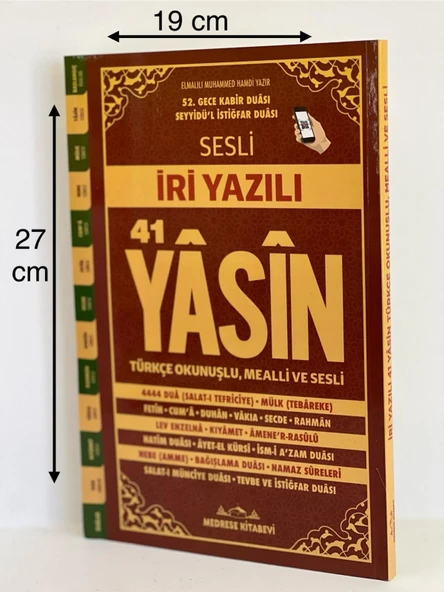 19 cm
27
cm
ELMALILI MUHAMMED HAMDİ YAZIR
52. GECE KABİR DUÂSI
SEYYİDÜ'L İSTİĞFAR DUÂSI
SESLİ
İRİ YAZILI
41
YÂSÎN
TÜRKÇE OKUNUŞLU, MEALLİ VE SESLİ
4444 DUÂ (SALAT-I TEFRİCİYE) • MÜLK (TEBÂREKE)
FETİH • CUM'Â • DUHÂN • VÂKIA • SECDE • RAHMÂN
LEV ENZELNÂ • KIYÂMET • ÂMENE'R-RASÛLÜ
HATİM DUÂSI • ÂYET-EL KÜRSÎ • İSM-İ A'ZAM DUÂSI
NEBE (AMME) • BAĞIŞLAMA DUÂSI • NAMAZ SÛRELERİ
SALAT-I MÜNCİYE DUÂSI • TEVBE VE İSTİĞFAR DUÂSI
MEDRESE KİTABEVİ
İRİ YAZILI 41 YÂSİN TÜRKÇE OKUNUŞLU, MEALLİ VE SESLİ